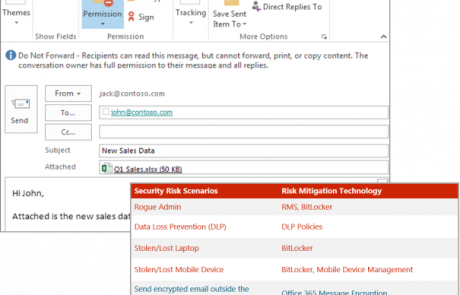 Themes
Permission
Sign
Tracking
Save Sent
Item To
Direct Replies To
Show Fields
Permission
More Options
Do Not Forward - Recipients can read this message, but cannot forward, print, or copy content. The
conversation owner has full permission to their message and all replies.
Send
From
jack@contoso.com
To...
john@contoso.com
Cc...
Subject
New Sales Data
Attached
Q1 Sales.xlsx (50 KB)
Hi John,
Attached is the new sales dat
Security Risk Scenarios Risk Mitigation Technology
Rogue Admin RMS, BitLocker
Data Loss Prevention (DLP) DLP Policies
Stolen/Lost Laptop BitLocker
Stolen/Lost Mobile Device BitLocker, Mobile Device Management
Send encrypted email outside the Office 365 Message Encryption